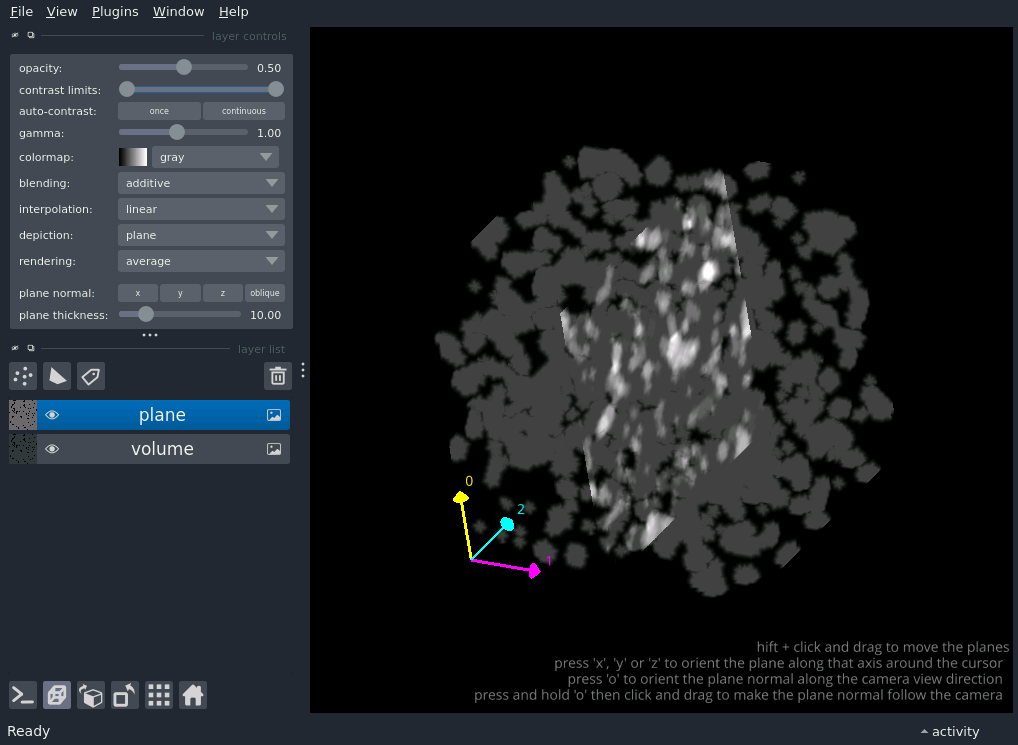 File View Plugins Window Help
layer controls
opacity: 0.50
contrast limits:
auto-contrast: once continuous
gamma: 1.00
colormap: gray
blending: additive
interpolation: linear
depiction: plane
rendering: average
plane normal: x y z oblique
plane thickness: 10.00
layer list
plane
volume
0
2
1
hift + click and drag to move the planes
press 'x', 'y' or 'z' to orient the plane along that axis around the cursor
press 'o' to orient the plane normal along the camera view direction
press and hold 'o' then click and drag to make the plane normal follow the camera
Ready activity